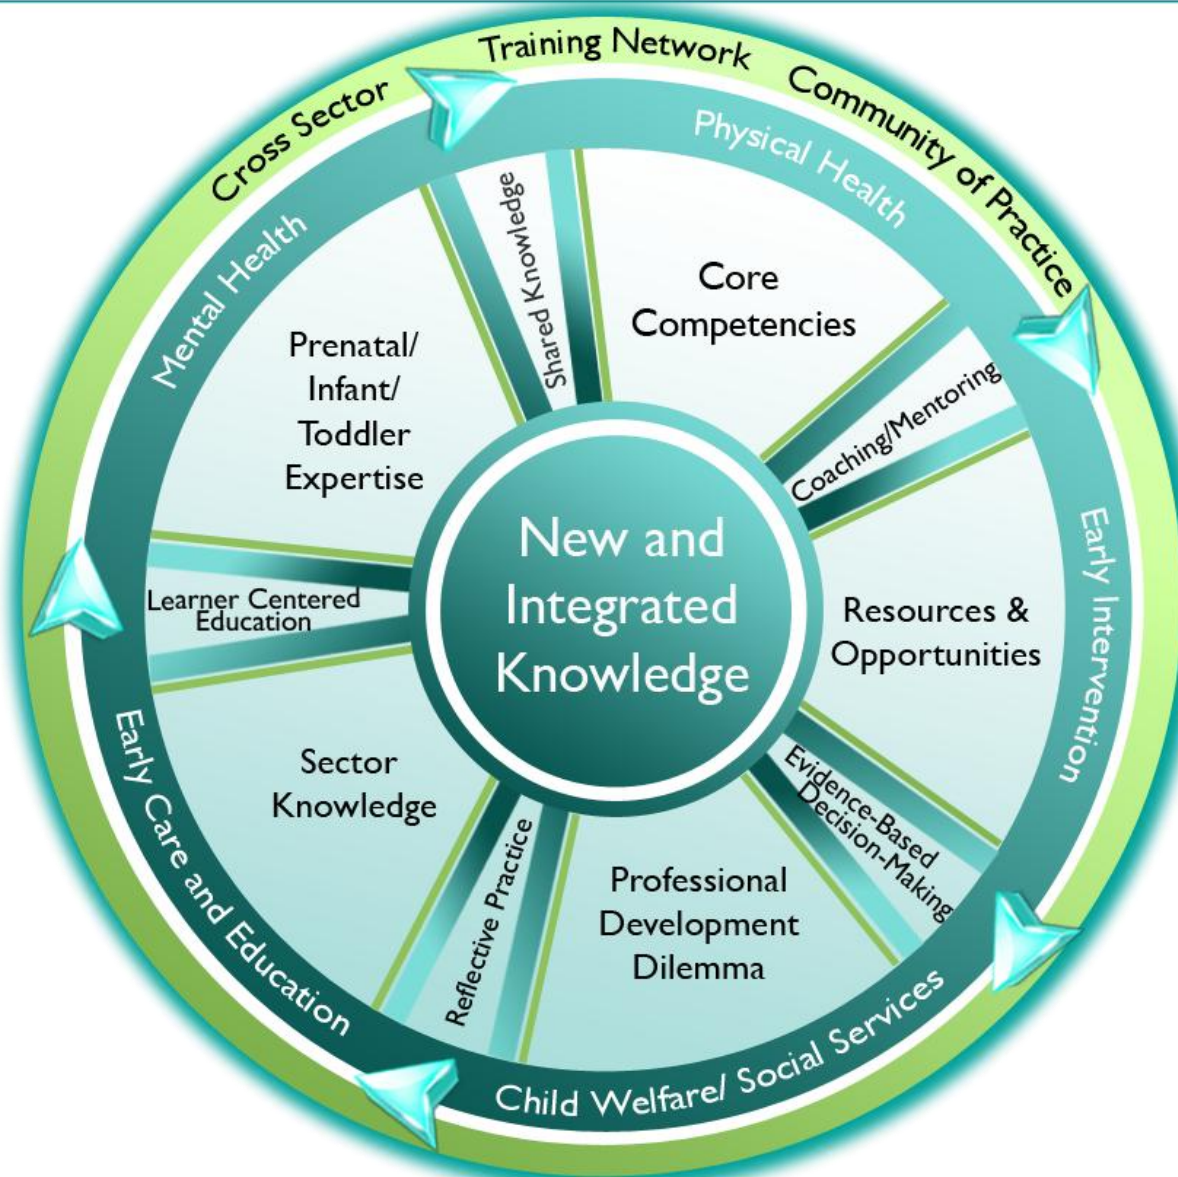 Cross Sector
Training Network
Community of Practice
Mental Health
Physical Health
Early Intervention
Child Welfare/ Social Services
Early Care and Education
Shared Knowledge
Core
Competencies
Coaching/Mentoring
Resources &
Opportunities
Evidence-Based
Decision-Making
Professional
Development
Dilemma
Reflective Practice
Sector
Knowledge
Learner Centered
Education
Prenatal/
Infant/
Toddler
Expertise
New and
Integrated
Knowledge